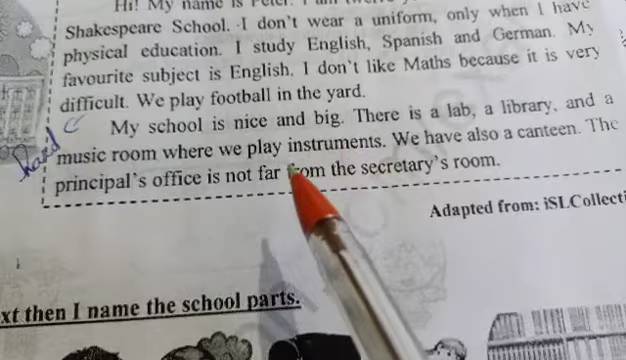 Hi! My name is Peter. I am
Shakespeare School. I don't wear a uniform, only when I have
physical education. I study English, Spanish and German. My
favourite subject is English. I don't like Maths because it is very
difficult. We play football in the yard.
My school is nice and big. There is a lab, a library, and a
hard
music room where we play instruments. We have also a canteen. The
principal's office is not far from the secretary's room.
Adapted from: iSLCollecti
xt then I name the school parts.